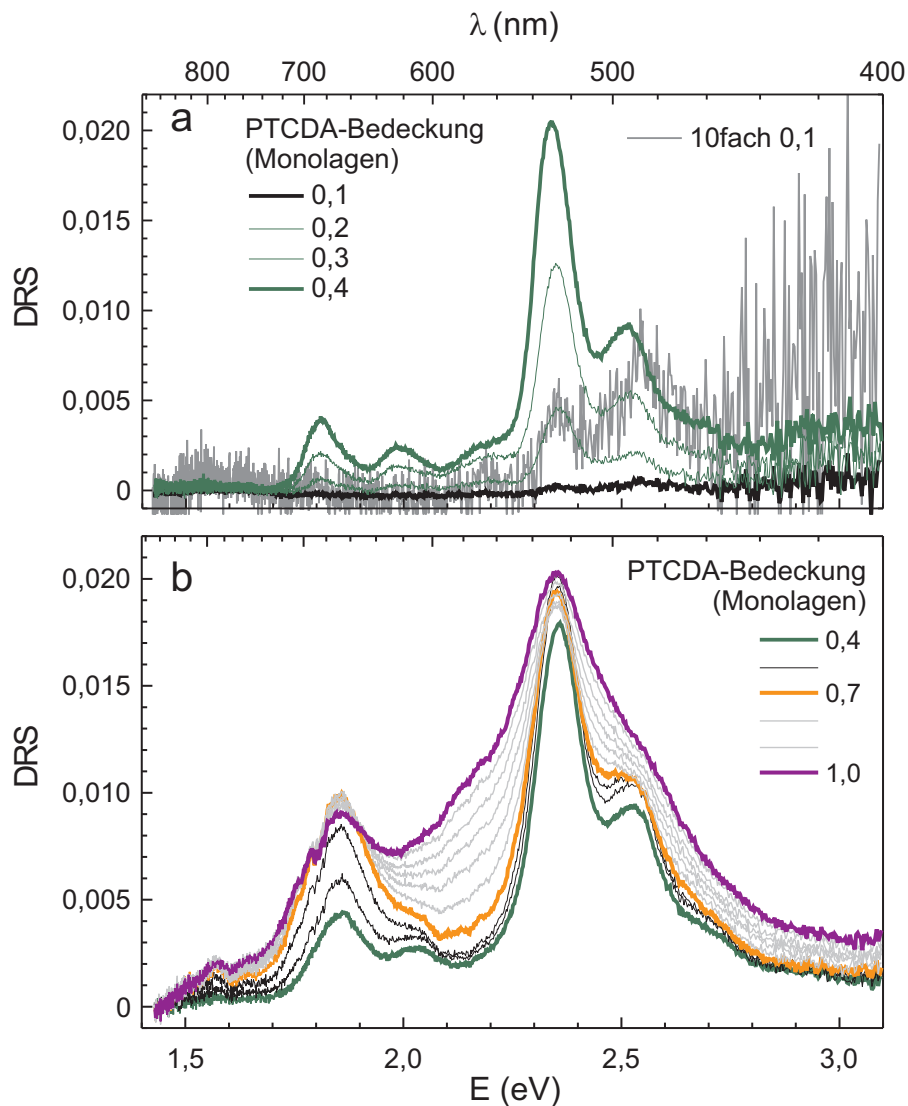 λ (nm)
800 700 600 500 400
a
PTCDA-Bedeckung
(Monolagen)
0,1
0,2
0,3
0,4
10fach 0,1
0,020
0,015
0,010
0,005
0
DRS
b
PTCDA-Bedeckung
(Monolagen)
0,4
0,7
1,0
0,020
0,015
0,010
0,005
0
DRS
1,5 2,0 2,5 3,0
E (eV)